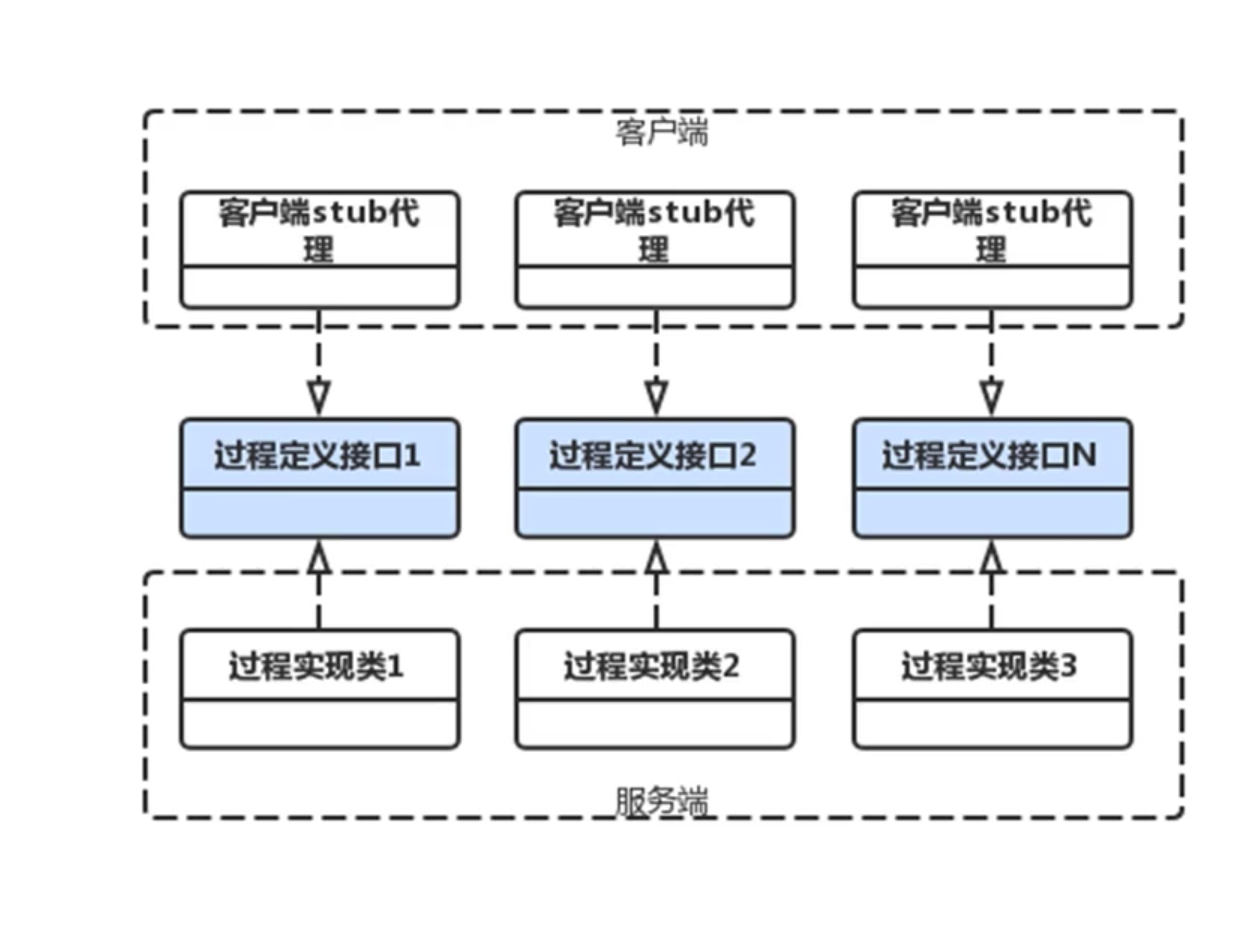 客户端
客户端stub代
理
客户端stub代
理
客户端stub代
理
过程定义接口1
过程定义接口2
过程定义接口N
过程实现类1
过程实现类2
过程实现类3
服务端